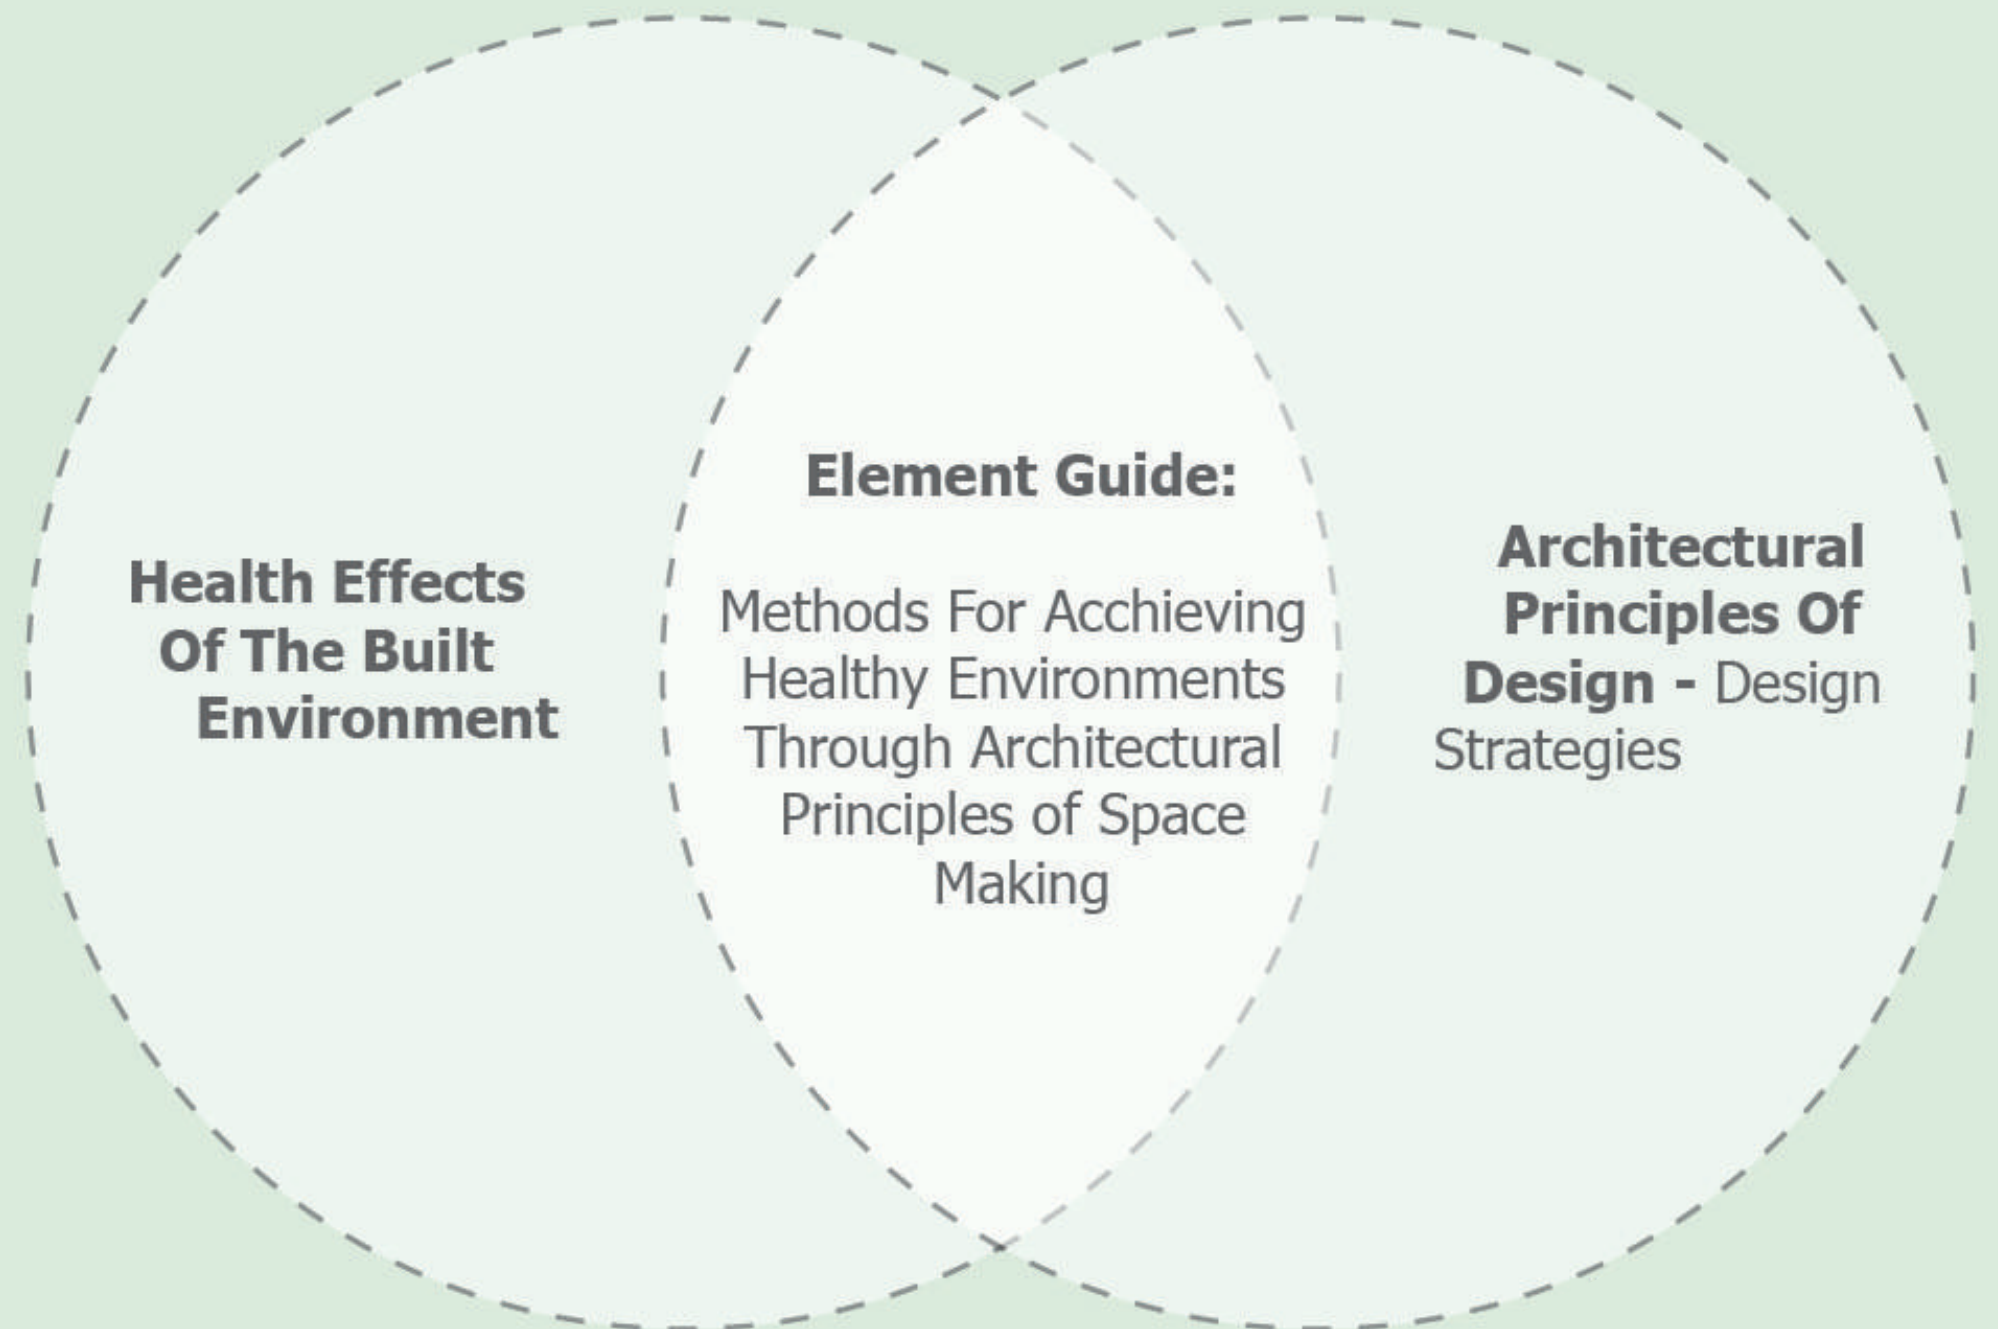 Health Effects
Of The Built
Environment
Element Guide:
Methods For Acchieving
Healthy Environments
Through Architectural
Principles of Space
Making
Architectural
Principles Of
Design - Design
Strategies